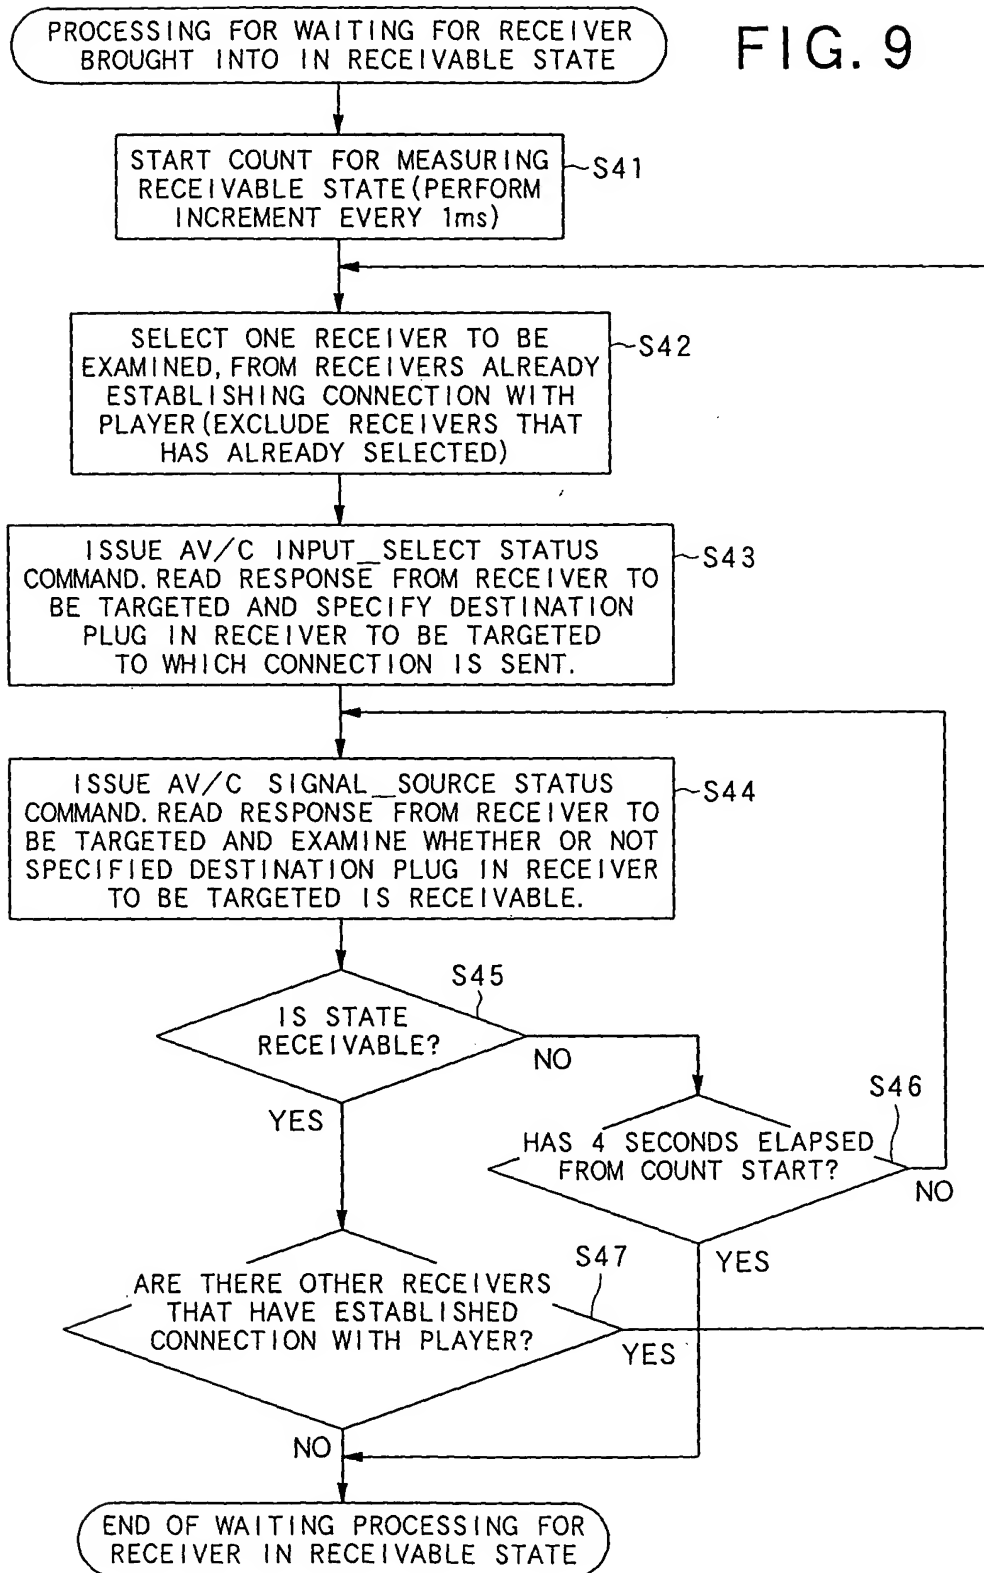 PROCESSING FOR WAITING FOR RECEIVER
BROUGHT INTO IN RECEIVABLE STATE
FIG. 9
START COUNT FOR MEASURING
RECEIVABLE STATE (PERFORM
INCREMENT EVERY 1ms)
S41
SELECT ONE RECEIVER TO BE
EXAMINED, FROM RECEIVERS ALREADY
ESTABLISHING CONNECTION WITH
PLAYER (EXCLUDE RECEIVERS THAT
HAS ALREADY SELECTED)
S42
ISSUE AV/C INPUT_SELECT STATUS
COMMAND. READ RESPONSE FROM RECEIVER TO
BE TARGETED AND SPECIFY DESTINATION
PLUG IN RECEIVER TO BE TARGETED
TO WHICH CONNECTION IS SENT.
S43
ISSUE AV/C SIGNAL_SOURCE STATUS
COMMAND. READ RESPONSE FROM RECEIVER TO
BE TARGETED AND EXAMINE WHETHER OR NOT
SPECIFIED DESTINATION PLUG IN RECEIVER
TO BE TARGETED IS RECEIVABLE.
S44
S45
IS STATE
RECEIVABLE?
NO
YES
S46
HAS 4 SECONDS ELAPSED
FROM COUNT START?
NO
YES
S47
ARE THERE OTHER RECEIVERS
THAT HAVE ESTABLISHED
CONNECTION WITH PLAYER?
YES
NO
END OF WAITING PROCESSING FOR
RECEIVER IN RECEIVABLE STATE